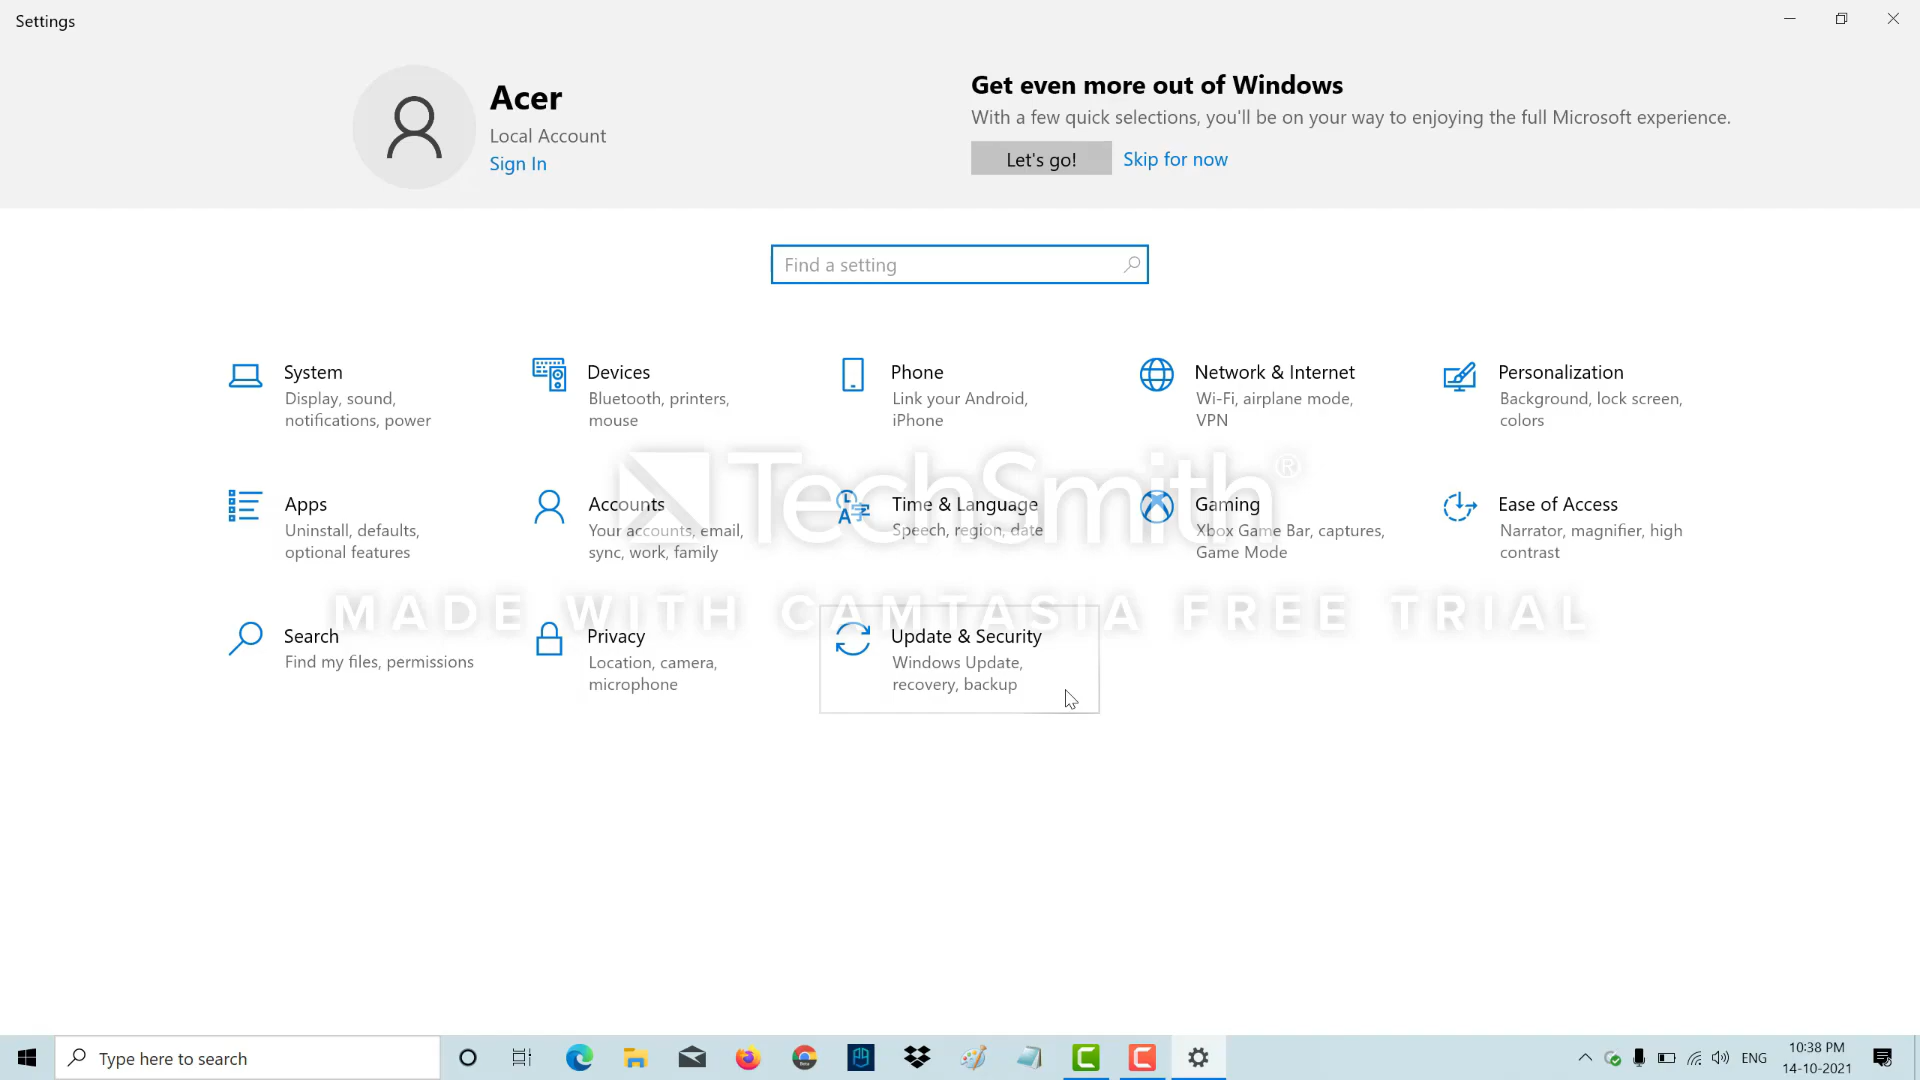 Settings
Acer
Local Account
Sign In
Get even more out of Windows
With a few quick selections, you'll be on your way to enjoying the full Microsoft experience.
Let's go!
Skip for now
Find a setting
System
Display, sound,
notifications, power
Devices
Bluetooth, printers,
mouse
Phone
Link your Android,
iPhone
Network & Internet
Wi-Fi, airplane mode,
VPN
Personalization
Background, lock screen,
colors
TechSmith®
Apps
Uninstall, defaults,
optional features
Accounts
Your accounts, email,
sync, work, family
Time & Language
Speech, region, date
Gaming
Xbox Game Bar, captures,
Game Mode
Ease of Access
Narrator, magnifier, high
contrast
MADE WITH CAMTASIA FREE TRIAL
Search
Find my files, permissions
Privacy
Location, camera,
microphone
Update & Security
Windows Update,
recovery, backup
Type here to search
ENG
10:38 PM
14-10-2021